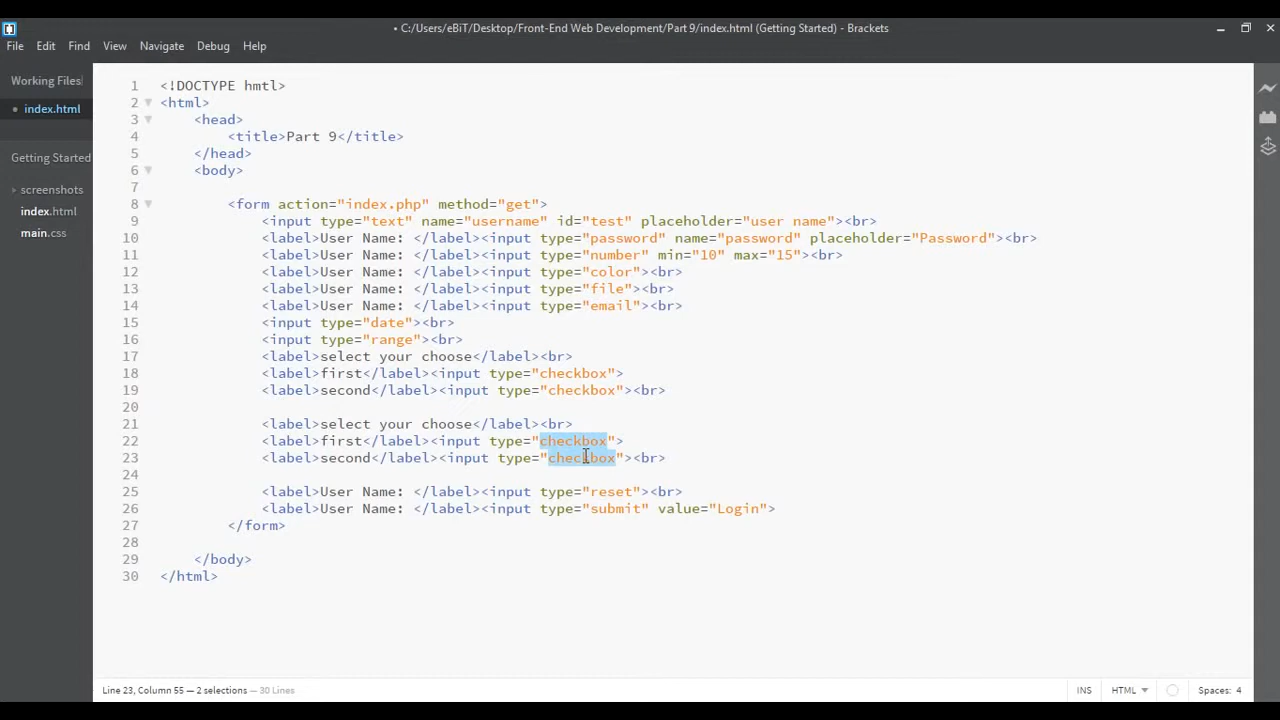 • C:/Users/eBiT/Desktop/Front-End Web Development/Part 9/index.html (Getting Started) - Brackets
File Edit Find View Navigate Debug Help
Working Files
• index.html
Getting Started
screenshots
index.html
main.css
1 <!DOCTYPE hmtl>
2 <html>
3 <head>
4 <title>Part 9</title>
5 </head>
6 <body>
7
8 <form action="index.php" method="get">
9 <input type="text" name="username" id="test" placeholder="user name"><br>
10 <label>User Name: </label><input type="password" name="password" placeholder="Password"><br>
11 <label>User Name: </label><input type="number" min="10" max="15"><br>
12 <label>User Name: </label><input type="color"><br>
13 <label>User Name: </label><input type="file"><br>
14 <label>User Name: </label><input type="email"><br>
15 <input type="date"><br>
16 <input type="range"><br>
17 <label>select your choose</label><br>
18 <label>first</label><input type="checkbox">
19 <label>second</label><input type="checkbox"><br>
20
21 <label>select your choose</label><br>
22 <label>first</label><input type="checkbox">
23 <label>second</label><input type="checkbox"><br>
24
25 <label>User Name: </label><input type="reset"><br>
26 <label>User Name: </label><input type="submit" value="Login">
27 </form>
28
29 </body>
30 </html>
Line 23, Column 55 — 2 selections — 30 Lines INS HTML Spaces: 4